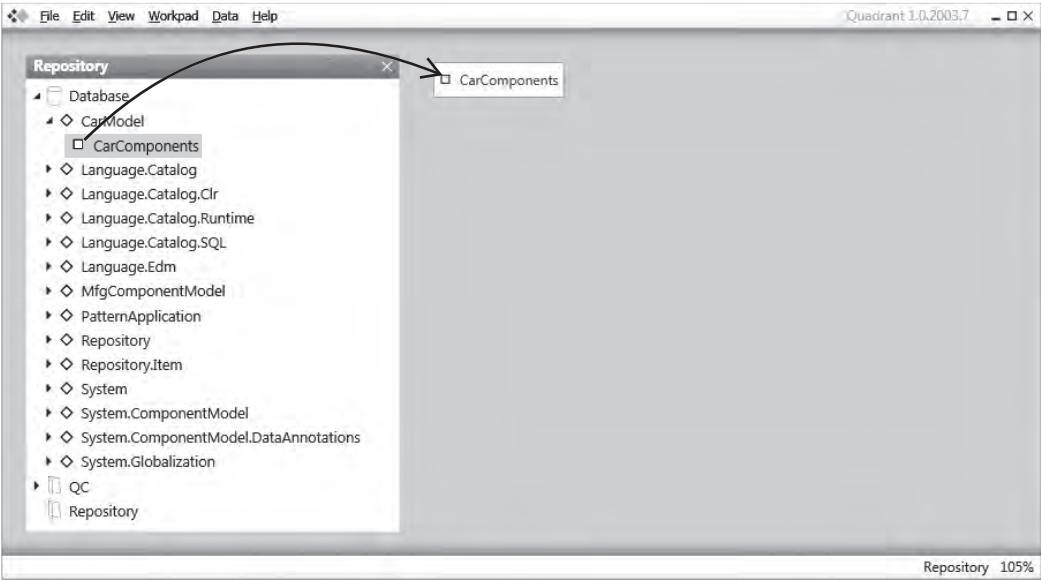 File Edit View Workpad Data Help Quadrant 1.0.2003.7
Repository
Database
CarModel
CarComponents
Language.Catalog
Language.Catalog.Clr
Language.Catalog.Runtime
Language.Catalog.SQL
Language.Edm
MfgComponentModel
PatternApplication
Repository
Repository.Item
System
System.ComponentModel
System.ComponentModel.DataAnnotations
System.Globalization
QC
Repository
CarComponents
Repository 105%